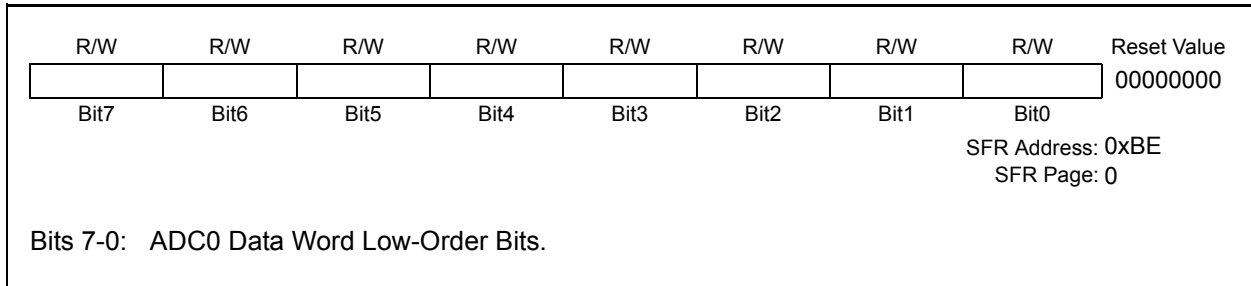 R/W R/W R/W R/W R/W R/W R/W R/W Reset Value
00000000
Bit7 Bit6 Bit5 Bit4 Bit3 Bit2 Bit1 Bit0
SFR Address: 0xBE
SFR Page: 0
Bits 7-0: ADC0 Data Word Low-Order Bits.